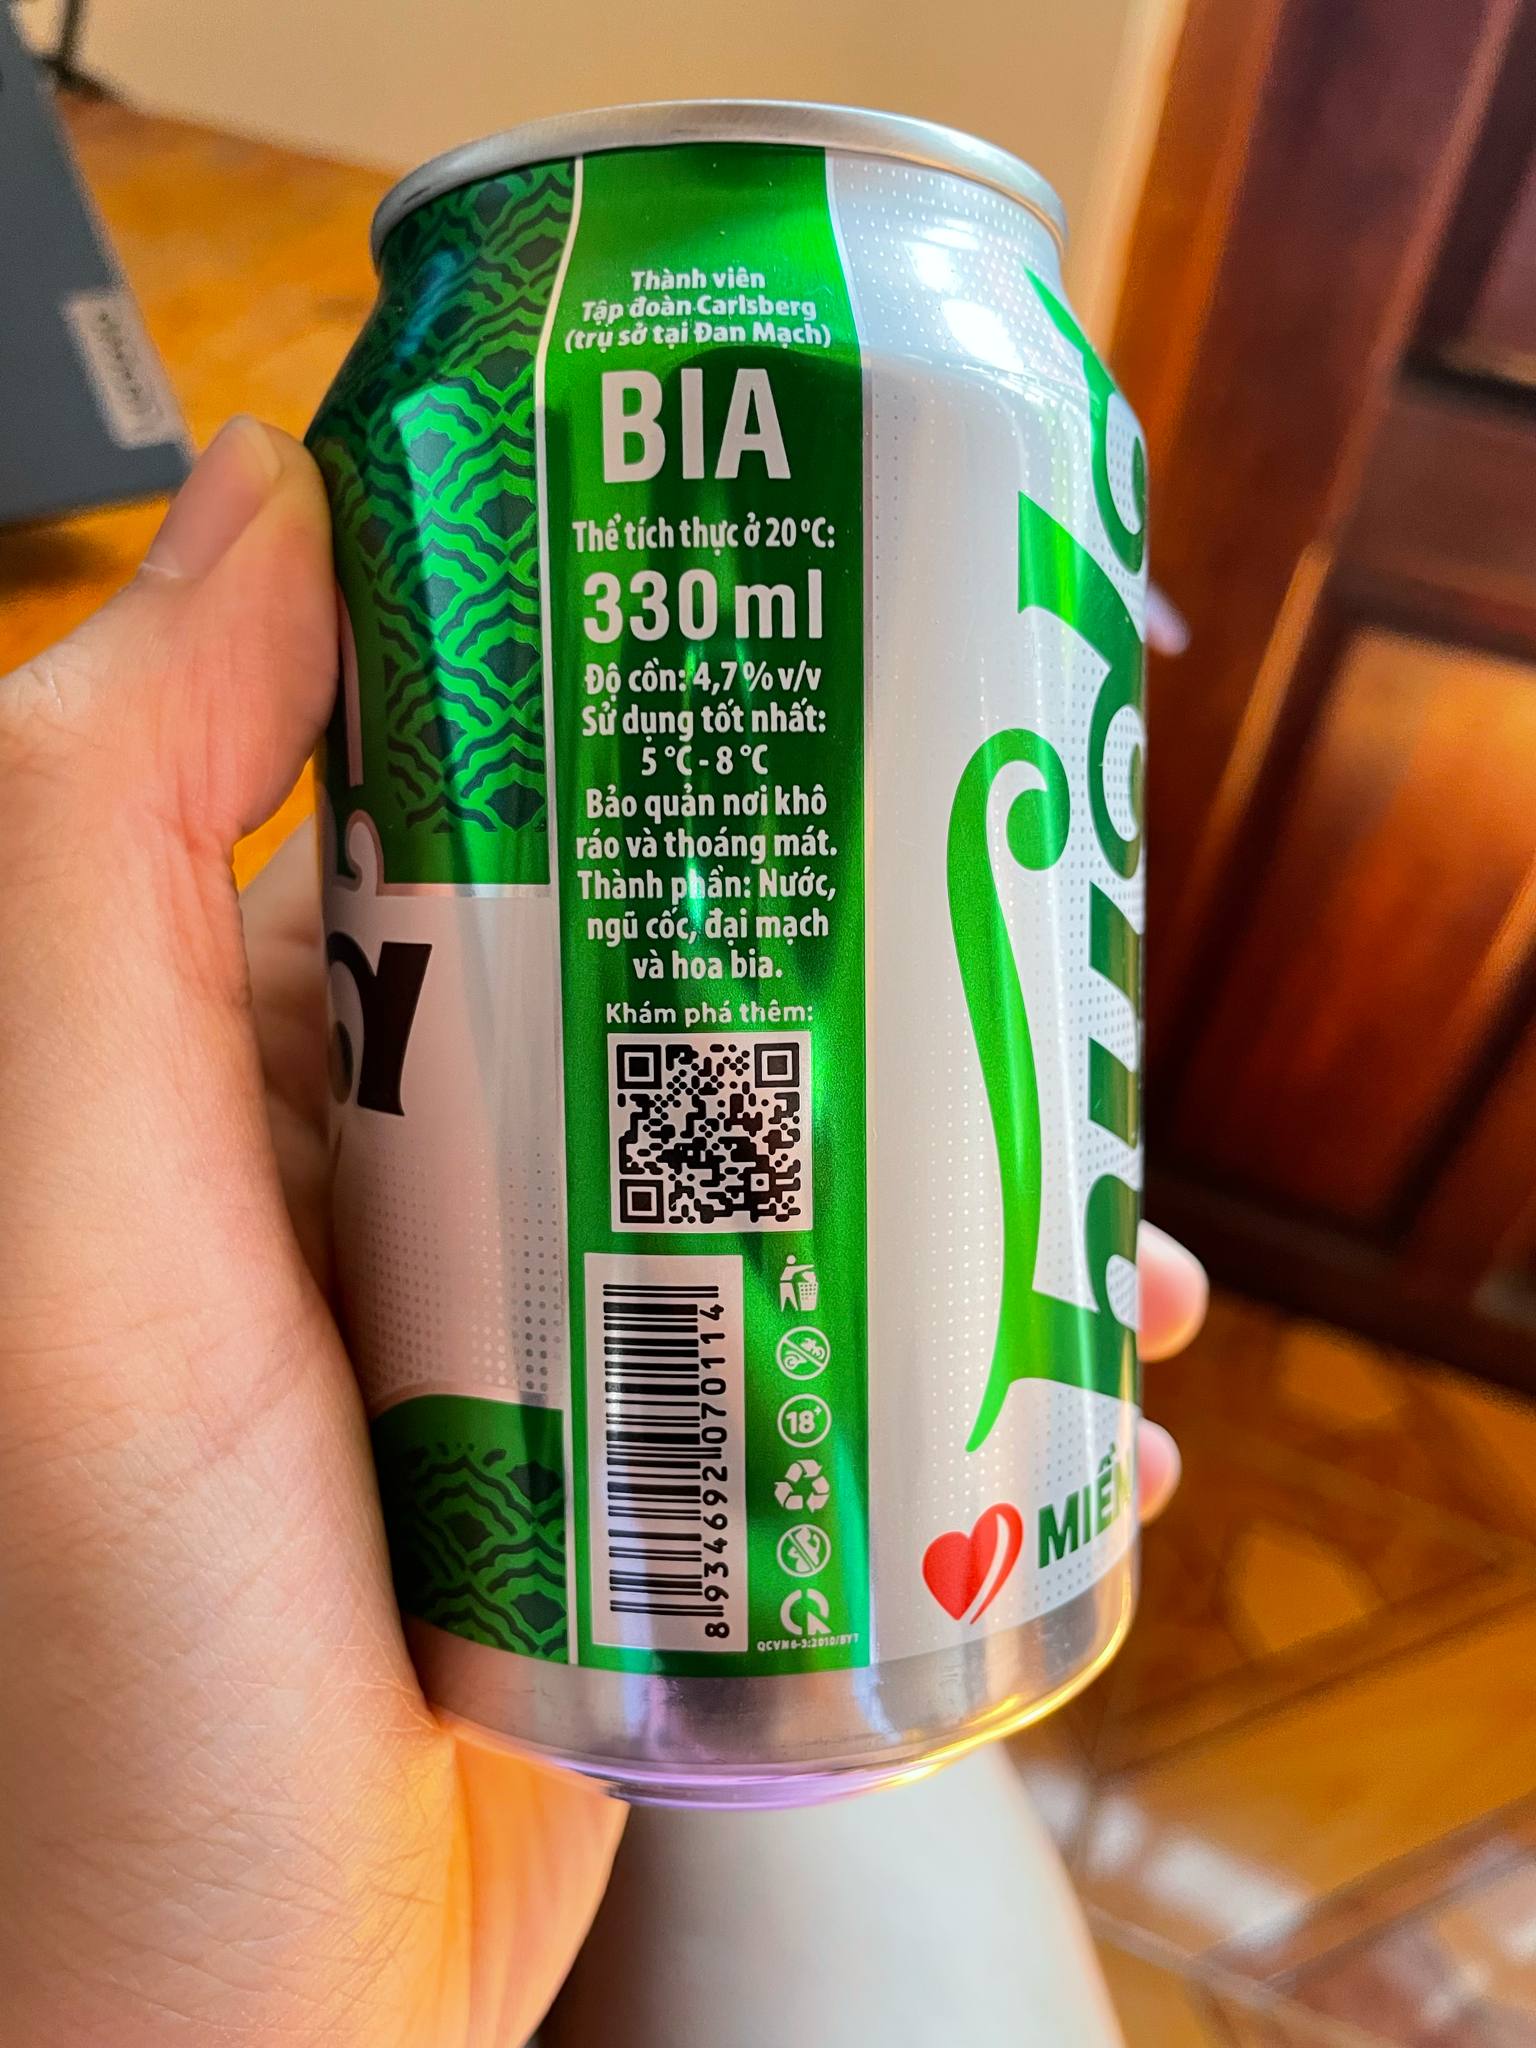 Thành viên
Tập đoàn Carlsberg
(trụ sở tại Đan Mạch)
BIA
Thể tích thực ở 20°C:
330 ml
Độ cồn: 4,7% v/v
Sử dụng tốt nhất:
5°C - 8°C
Bảo quản nơi khô
ráo và thoáng mát.
Thành phần: Nước,
ngũ cốc, đại mạch
và hoa bia.
Khám phá thêm:
8 934692 070114
18+
QCVN6-3:2010/BYT
huda